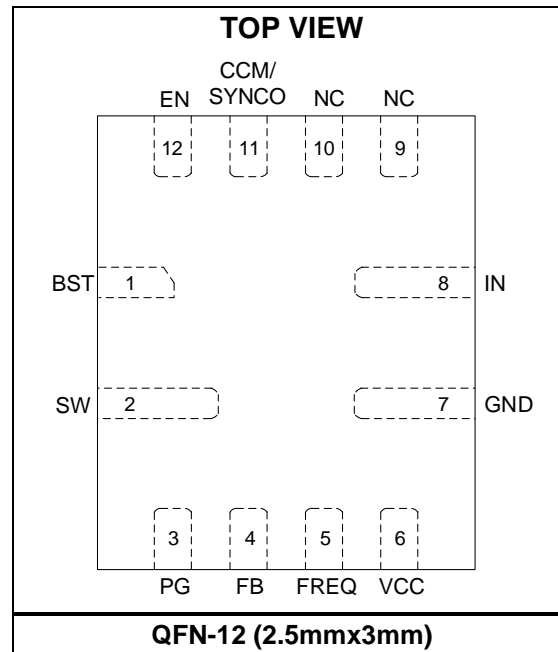 TOP VIEW
CCM/
EN SYNCO NC NC
12 11 10 9
BST 1 8 IN
SW 2 7 GND
3 4 5 6
PG FB FREQ VCC
QFN-12 (2.5mmx3mm)